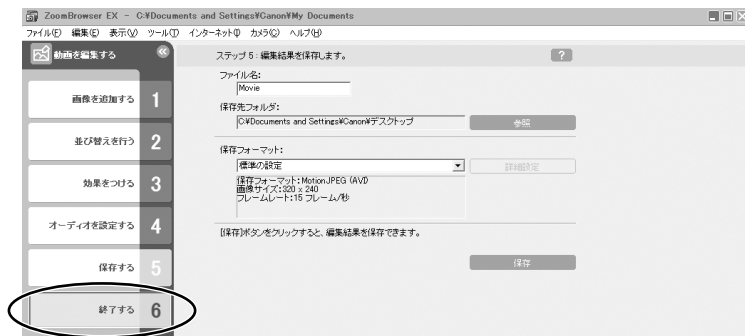 ZoomBrowser EX - C:¥Documents and Settings¥Canon¥My Documents
ファイル(F) 編集(E) 表示(V) ツール(T) インターネット(I) カメラ(C) ヘルプ(H)
動画を編集する
画像を追加する 1
並び替えを行う 2
効果をつける 3
オーディオを設定する 4
保存する 5
終了する 6
ステップ5:編集結果を保存します。
?
ファイル名:
Movie
保存先フォルダ:
C:¥Documents and Settings¥Canon¥デスクトップ
参照
保存フォーマット:
標準の設定
詳細設定
保存フォーマット:MotionJPEG (AVI)
画像サイズ:320 x 240
フレームレート:15 フレーム/秒
[保存]ボタンをクリックすると、編集結果を保存できます。
保存